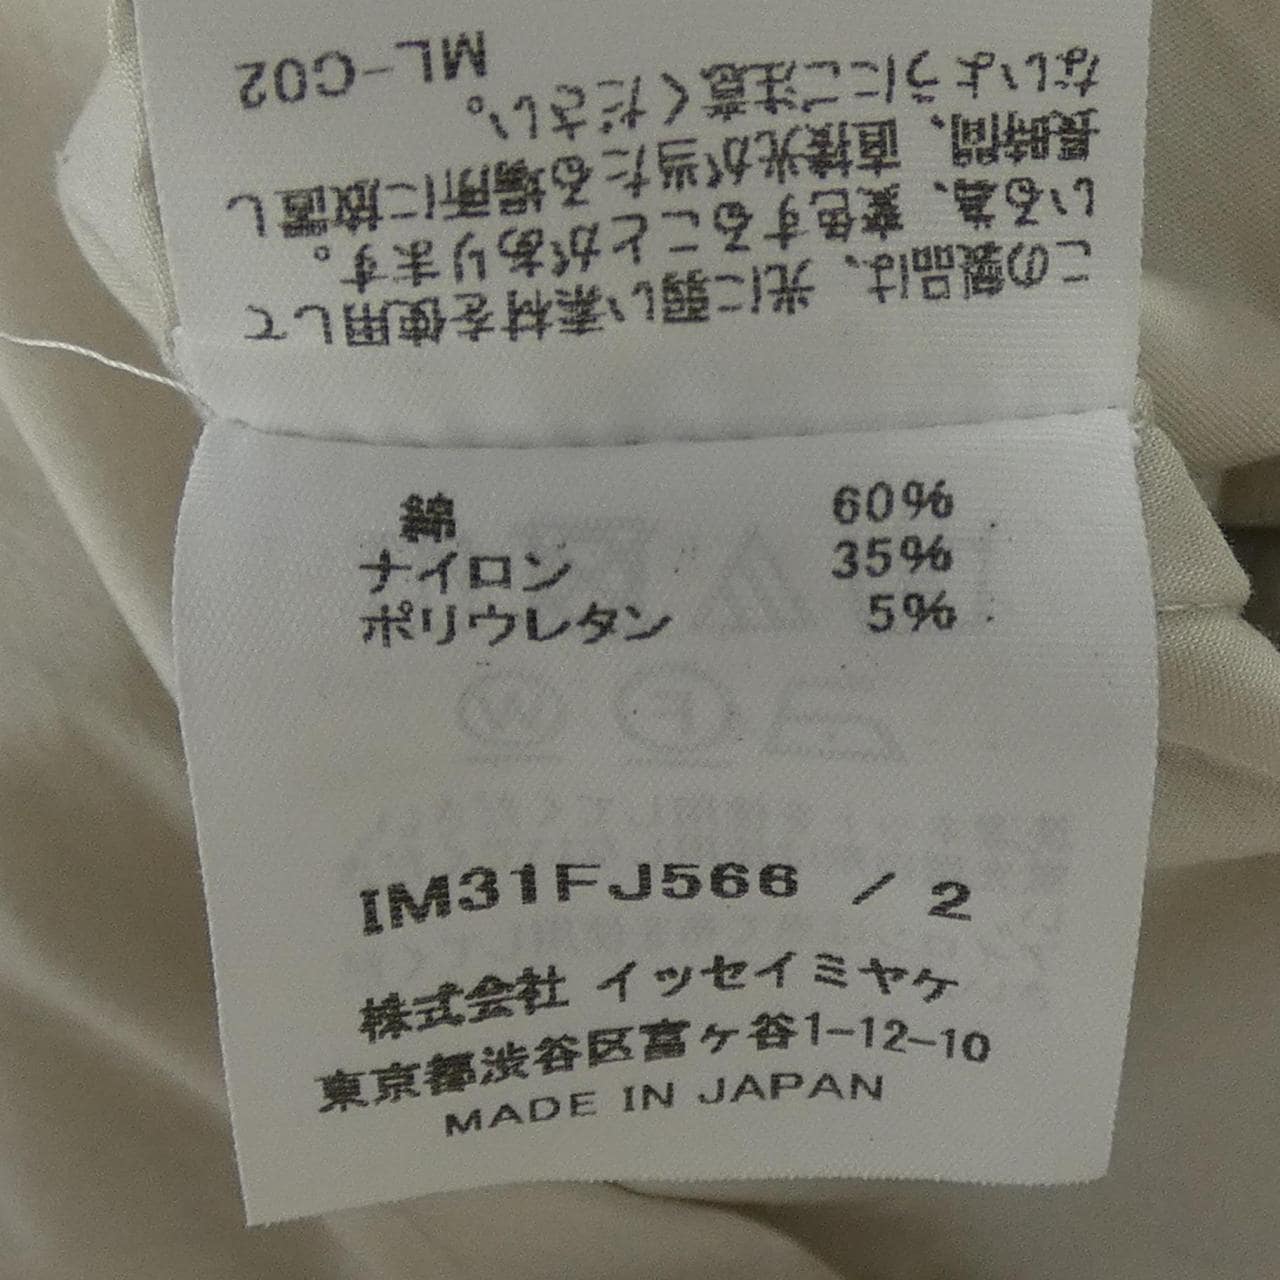 この製品は、光に弱い素材を使用して
いる為、変色することがあります。
長時間、直接光が当たる場所に放置し
ないようにご注意ください。
ML-C02
綿 60%
ナイロン 35%
ポリウレタン 5%
IM31FJ566 / 2
株式会社 イッセイミヤケ
東京都渋谷区富ヶ谷1-12-10
MADE IN JAPAN